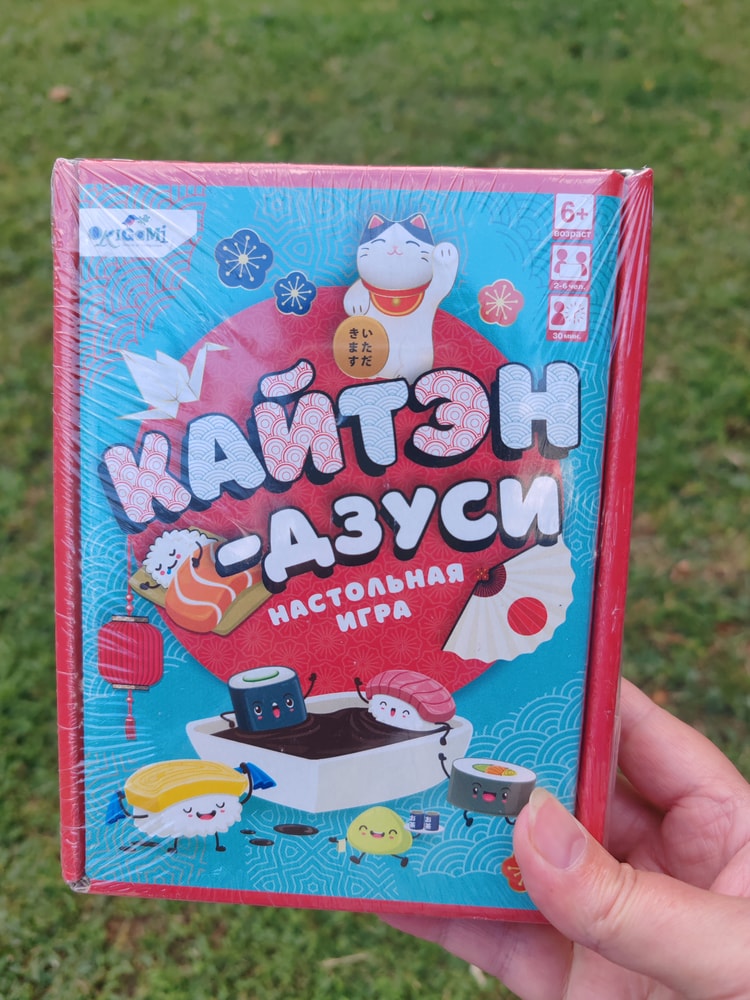 ORIGAMI
6+
возраст
2-6 чел.
30 мин.
いただ
きます
КАЙТЭН
-ДЗУСИ
НАСТОЛЬНАЯ
ИГРА